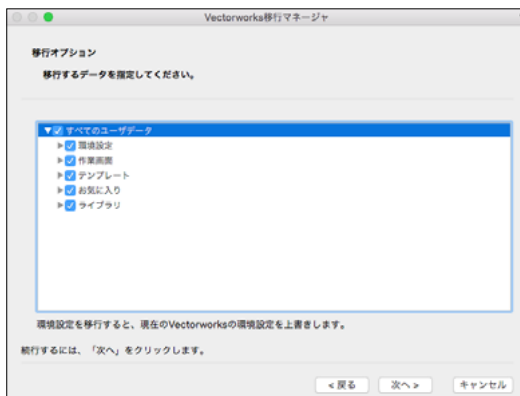 Vectorworks移行マネージャ
移行オプション
移行するデータを指定してください。
すべてのユーザデータ
環境設定
作業画面
テンプレート
お気に入り
ライブラリ
環境設定を移行すると、現在のVectorworksの環境設定を上書きします。
続行するには、「次へ」をクリックします。
< 戻る 次へ > キャンセル